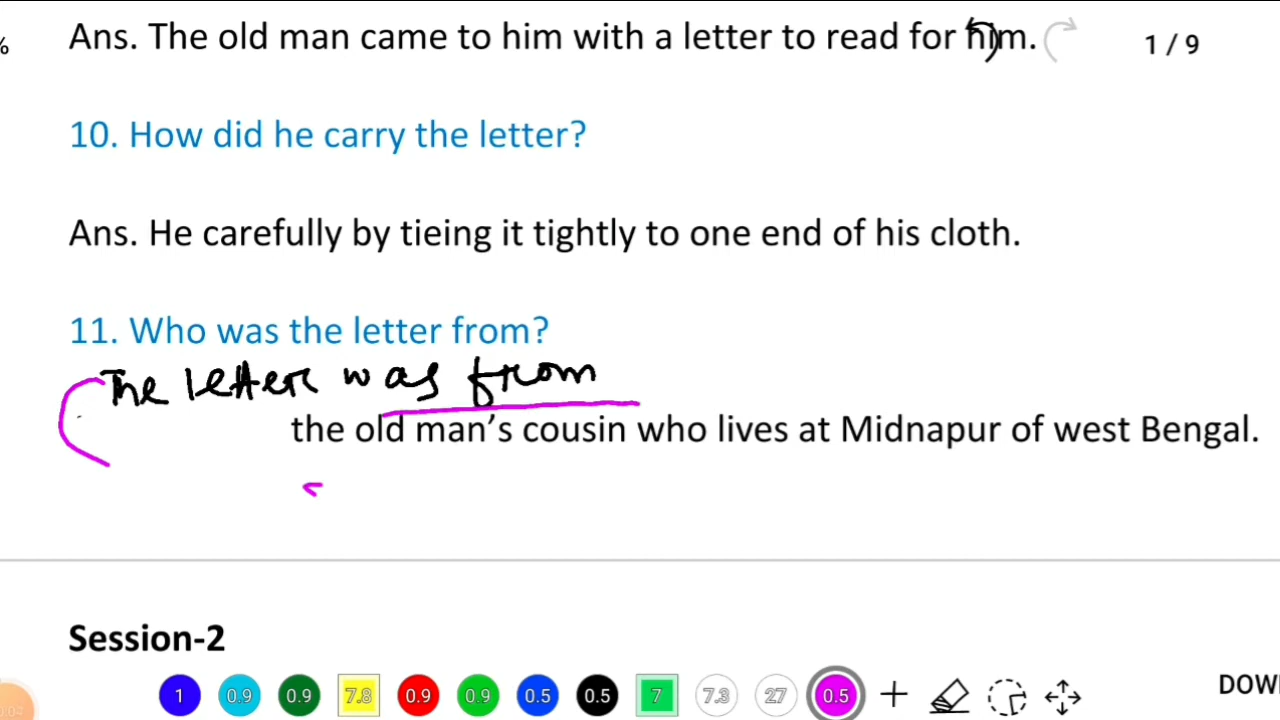 %
Ans. The old man came to him with a letter to read for him.
1 / 9
10. How did he carry the letter?
Ans. He carefully by tieing it tightly to one end of his cloth.
11. Who was the letter from?
The letter was from
the old man’s cousin who lives at Midnapur of west Bengal.
Session-2
1 0.9 0.9 7.8 0.9 0.9 0.5 0.5 7 7.3 27 0.5